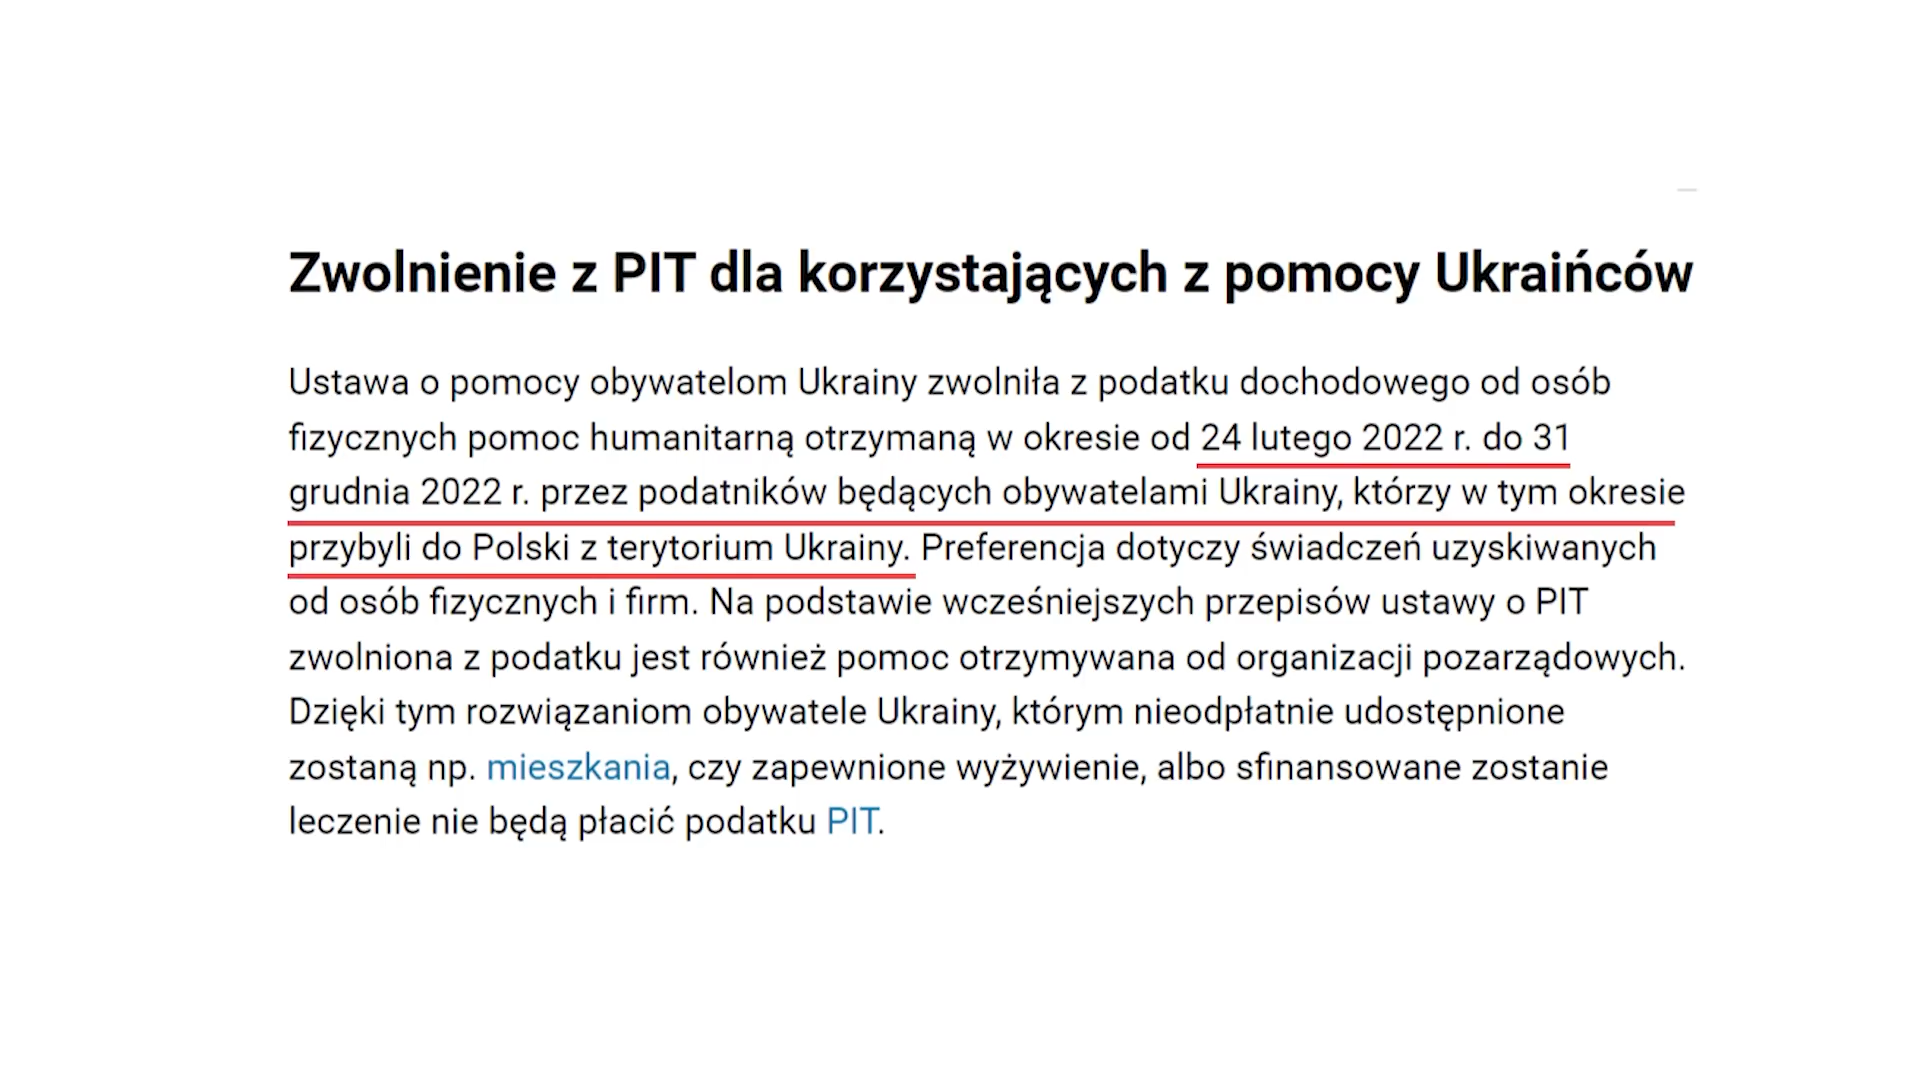 Zwolnienie z PIT dla korzystających z pomocy Ukraińców
Ustawa o pomocy obywatelom Ukrainy zwolniła z podatku dochodowego od osób
fizycznych pomoc humanitarną otrzymaną w okresie od 24 lutego 2022 r. do 31
grudnia 2022 r. przez podatników będących obywatelami Ukrainy, którzy w tym okresie
przybyli do Polski z terytorium Ukrainy. Preferencja dotyczy świadczeń uzyskiwanych
od osób fizycznych i firm. Na podstawie wcześniejszych przepisów ustawy o PIT
zwolniona z podatku jest również pomoc otrzymywana od organizacji pozarządowych.
Dzięki tym rozwiązaniom obywatele Ukrainy, którym nieodpłatnie udostępnione
zostaną np. mieszkania, czy zapewnione wyżywienie, albo sfinansowane zostanie
leczenie nie będą płacić podatku PIT.